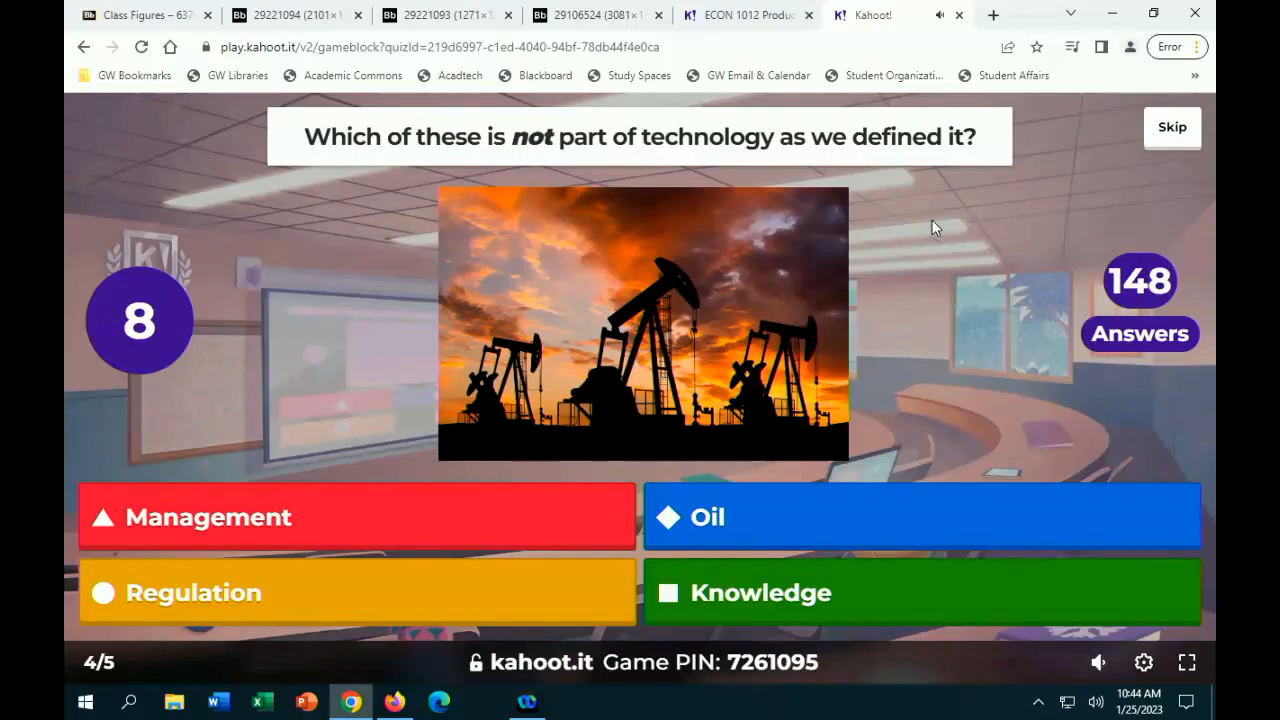 Class Figures – 637
29221094 (2101×1
29221093 (1271×1
29106524 (3081×1
ECON 1012 Produc
Kahoot!
play.kahoot.it/v2/gameblock?quizId=219d6997-c1ed-4040-94bf-78db44f4e0ca
Error
GW Bookmarks
GW Libraries
Academic Commons
Acadtech
Blackboard
Study Spaces
GW Email & Calendar
Student Organizati...
Student Affairs
»
Which of these is not part of technology as we defined it?
Skip
8
148
Answers
Management
Oil
Regulation
Knowledge
4/5
kahoot.it Game PIN: 7261095
10:44 AM
1/25/2023